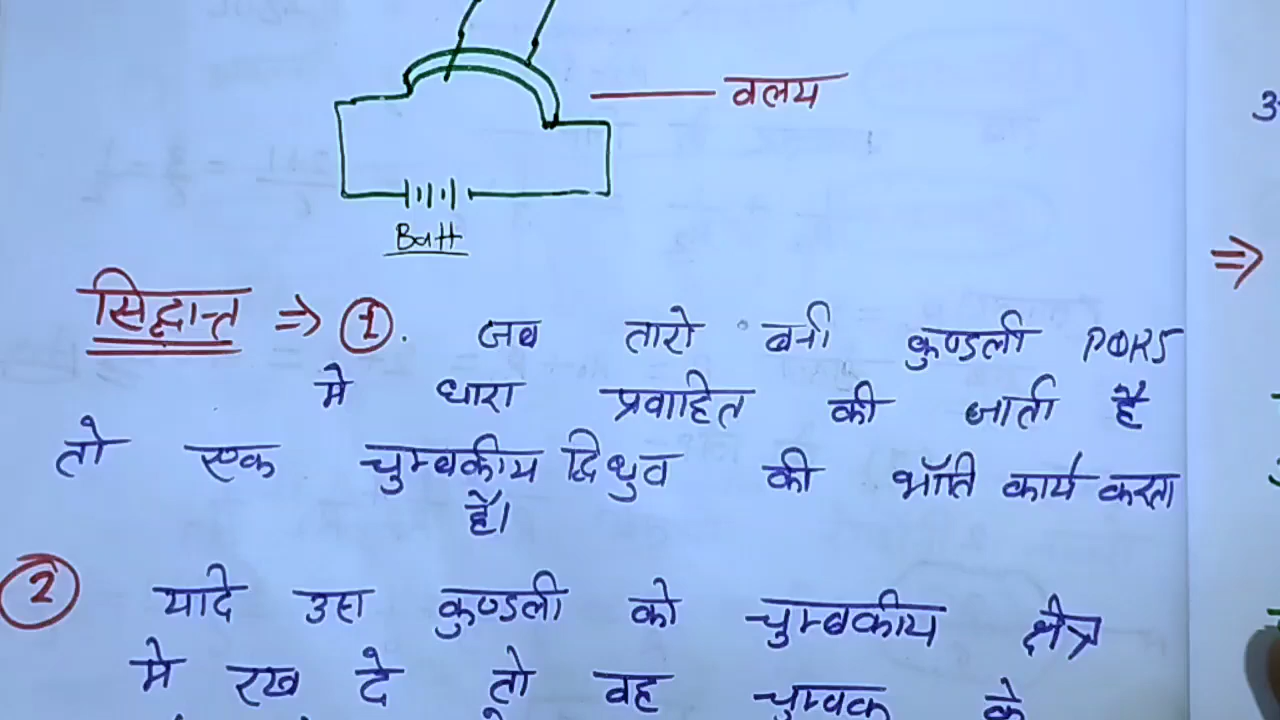 वलय
Batt
सिद्धान्त ⇒ ①. जब तारो बनी कुण्डली PQRS
मे धारा प्रवाहित की जाती है
तो एक चुम्बकीय द्विध्रुव की भाँति कार्य करता
है।
② यदि उस कुण्डली को चुम्बकीय क्षेत्र
मे रख दे तो वह चुम्बक के
⇒